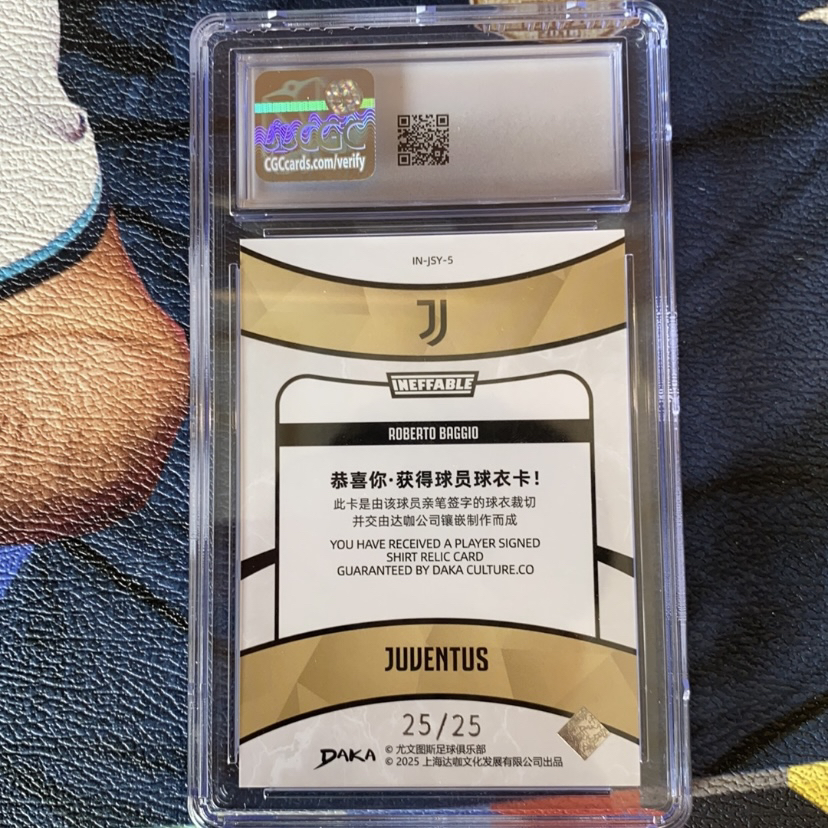 CGC
CGCcards.com/verify
IN-JSY-5
INEFFABLE
ROBERTO BAGGIO
恭喜你·获得球员球衣卡！
此卡是由该球员亲笔签字的球衣裁切
并交由达咖公司镶嵌制作而成
YOU HAVE RECEIVED A PLAYER SIGNED
SHIRT RELIC CARD
GUARANTEED BY DAKA CULTURE.CO
JUVENTUS
25/25
DAKA
© 尤文图斯足球俱乐部
© 2025 上海达咖文化发展有限公司出品